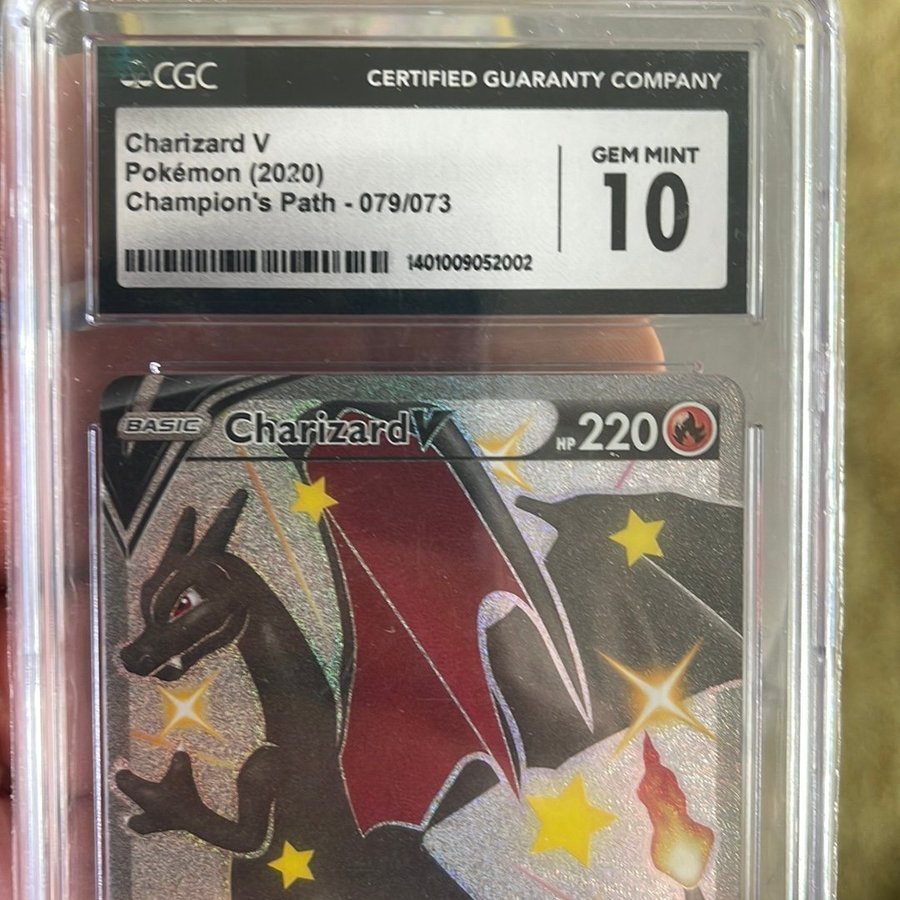 CGC CERTIFIED GUARANTY COMPANY
Charizard V
Pokémon (2020)
Champion's Path - 079/073
GEM MINT
10
1401009052002
BASIC Charizard V HP 220